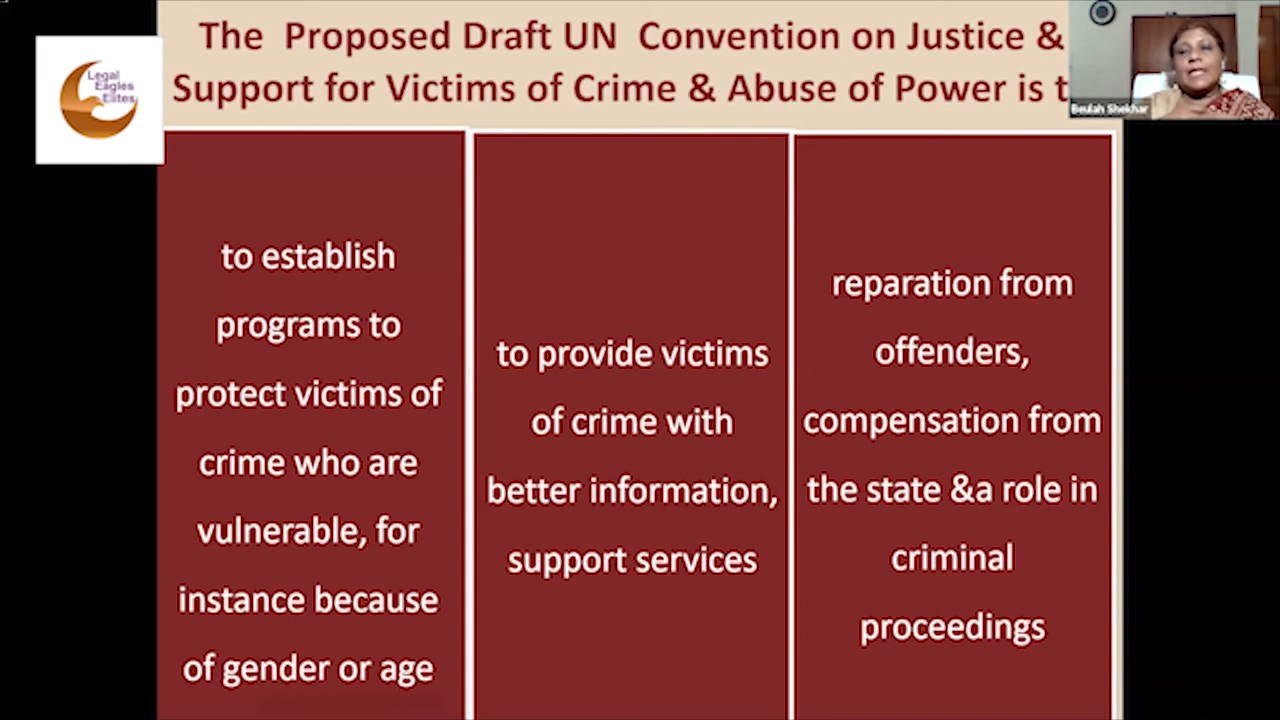 The Proposed Draft UN Convention on Justice &
Support for Victims of Crime & Abuse of Power is t
Legal
Eagles
Elites
Beulah Shekhar
to establish
programs to
protect victims of
crime who are
vulnerable, for
instance because
of gender or age
to provide victims
of crime with
better information,
support services
reparation from
offenders,
compensation from
the state &a role in
criminal
proceedings